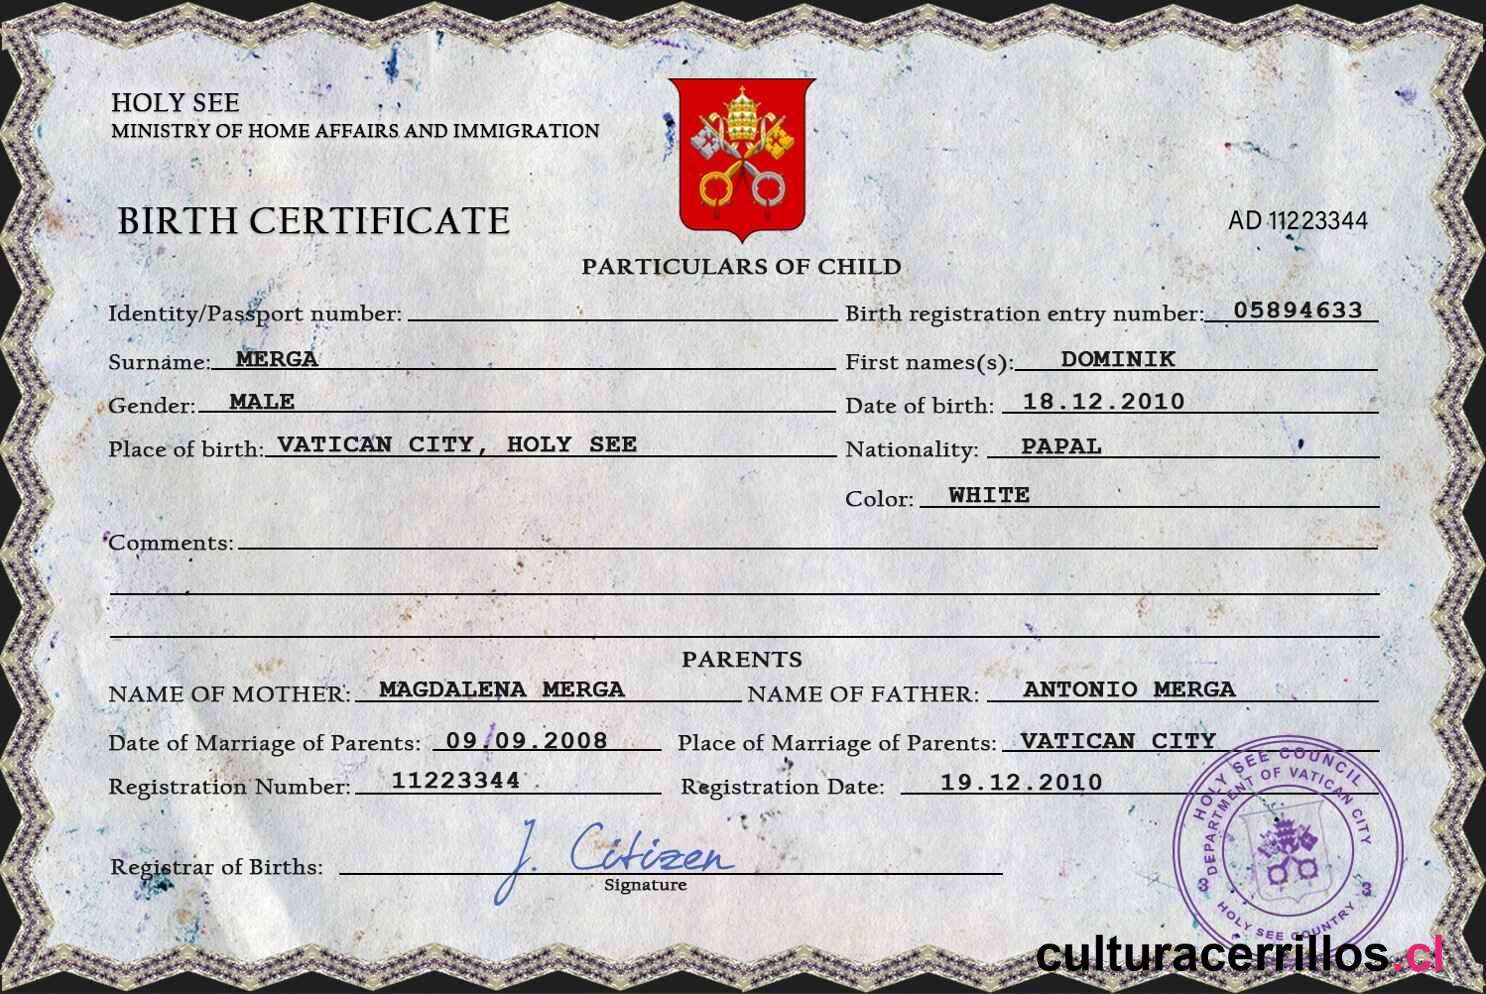 HOLY SEE
MINISTRY OF HOME AFFAIRS AND IMMIGRATION
BIRTH CERTIFICATE
AD 11223344
PARTICULARS OF CHILD
Identity/Passport number: Birth registration entry number: 05894633
Surname: MERGA First names(s): DOMINIK
Gender: MALE Date of birth: 18.12.2010
Place of birth: VATICAN CITY, HOLY SEE Nationality: PAPAL
Color: WHITE
Comments:
PARENTS
NAME OF MOTHER: MAGDALENA MERGA NAME OF FATHER: ANTONIO MERGA
Date of Marriage of Parents: 09.09.2008 Place of Marriage of Parents: VATICAN CITY
Registration Number: 11223344 Registration Date: 19.12.2010
Registrar of Births: J. Citizen
Signature
HOLY SEE COUNCIL
DEPARTMENT OF VATICAN CITY
3 3
HOLY SEE COUNTRY
culturacerrillos.cl